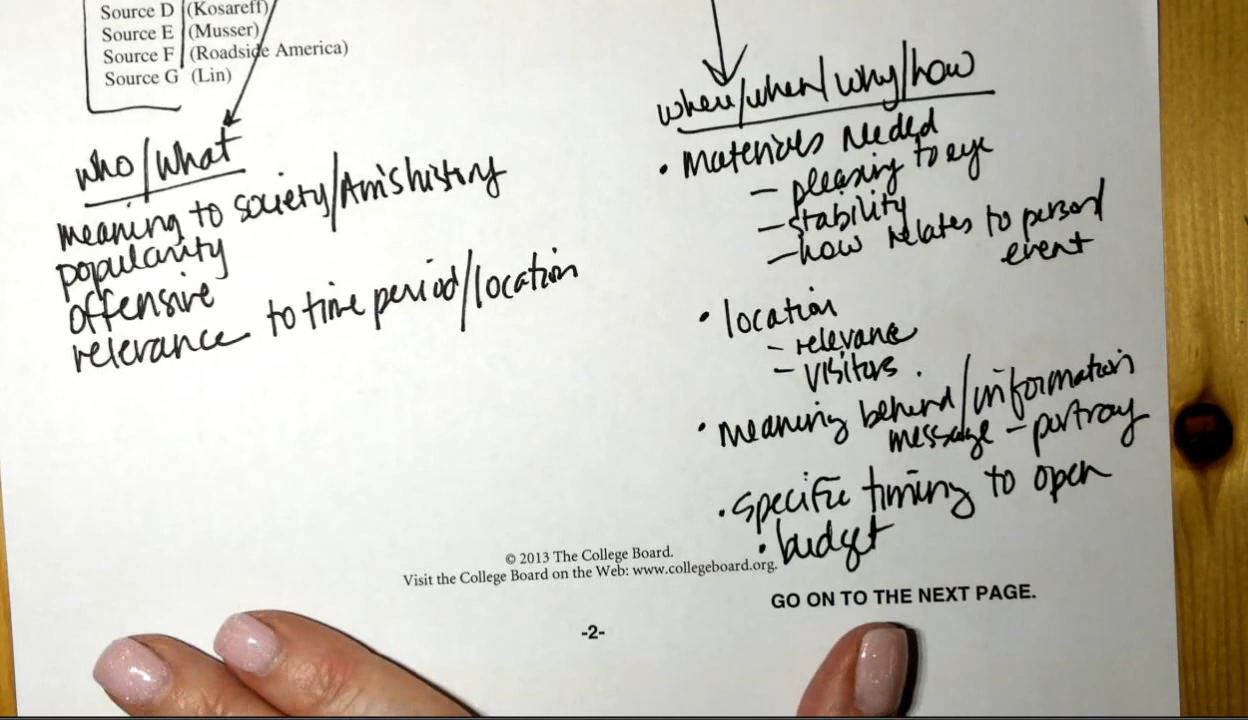 Source D (Kosareff)
Source E (Musser)
Source F (Roadside America)
Source G (Lin)
who/what
meaning to society/Am's history
popularity
offensive
relevance to time period/location
where/when/why/how
• Materials Needed
- pleasing to eye
- stability
- how relates to person/
event
• location
- relevance
- visitors.
• meaning behind/information
message - portray
• specific timing to open
• budget
© 2013 The College Board.
Visit the College Board on the Web: www.collegeboard.org.
GO ON TO THE NEXT PAGE.
-2-